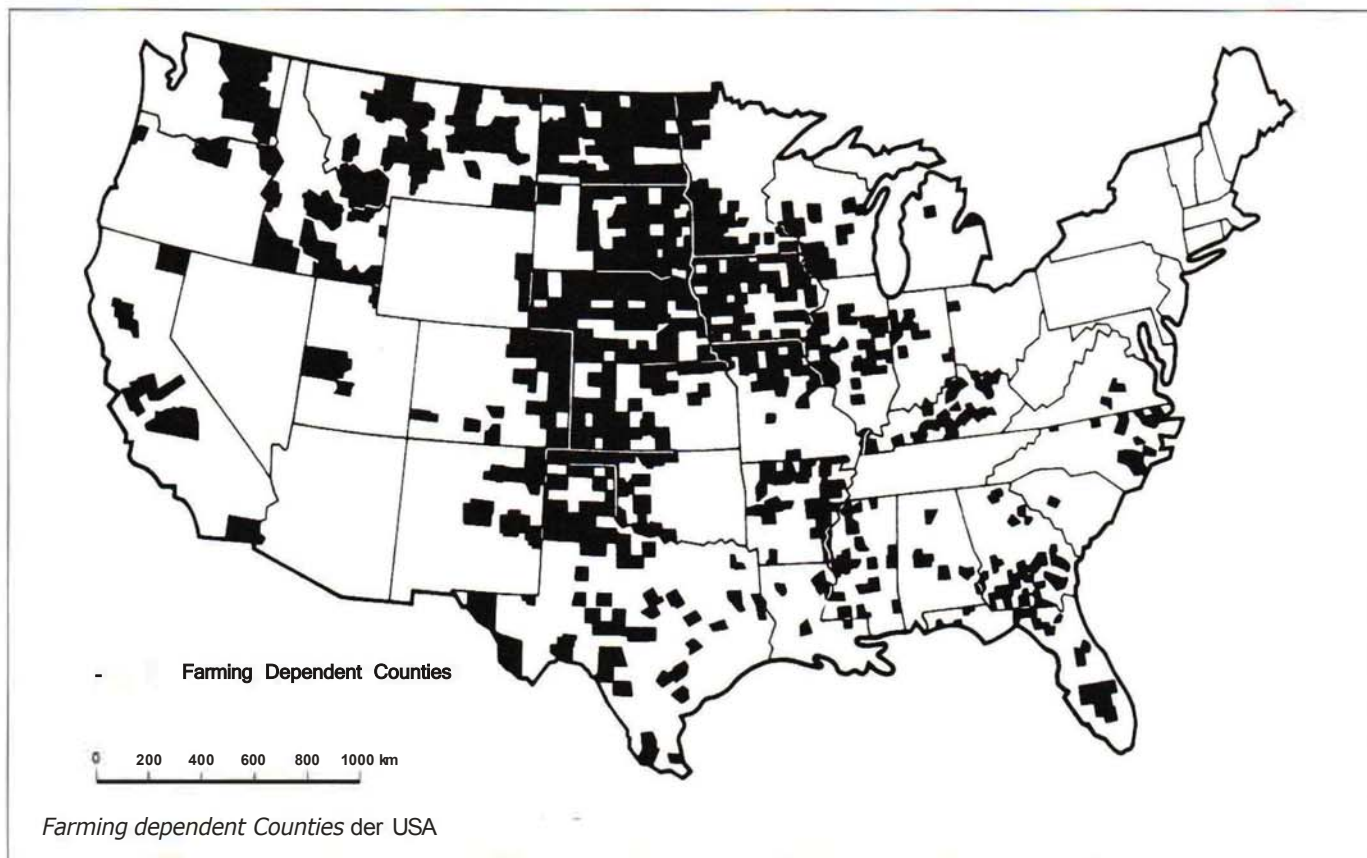 - Farming Dependent Counties
0 200 400 600 800 1000 km
Farming dependent Counties der USA